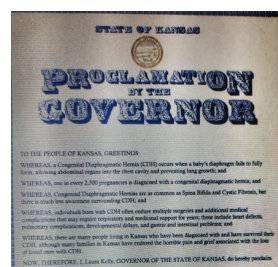 STATE OF KANSAS
PROCLAMATION
BY THE
GOVERNOR
TO THE PEOPLE OF KANSAS, GREETINGS:
WHEREAS, a Congenital Diaphragmatic Hernia (CDH) occurs when a baby's diaphragm fails to fully
form, allowing abdominal organs into the chest cavity and preventing lung growth; and
WHEREAS, one in every 2,500 pregnancies is diagnosed with a congenital diaphragmatic hernia; and
WHEREAS, Congenital Diaphragmatic Hernias are as common as Spina Bifida and Cystic Fibrosis, but
there is much less awareness surrounding CDH; and
WHEREAS, individuals born with CDH often endure multiple surgeries and additional medical
complications that may require respiratory and medical support for years; these include heart defects,
pulmonary complications, developmental delays, and gastric and intestinal problems; and
WHEREAS, there are many people living in Kansas who have been diagnosed with and have survived their
CDH, although many families in Kansas have endured the horrible pain and grief associated with the loss
of loved ones with CDH.
NOW, THEREFORE, I, Laura Kelly, GOVERNOR OF THE STATE OF KANSAS, do hereby proclaim